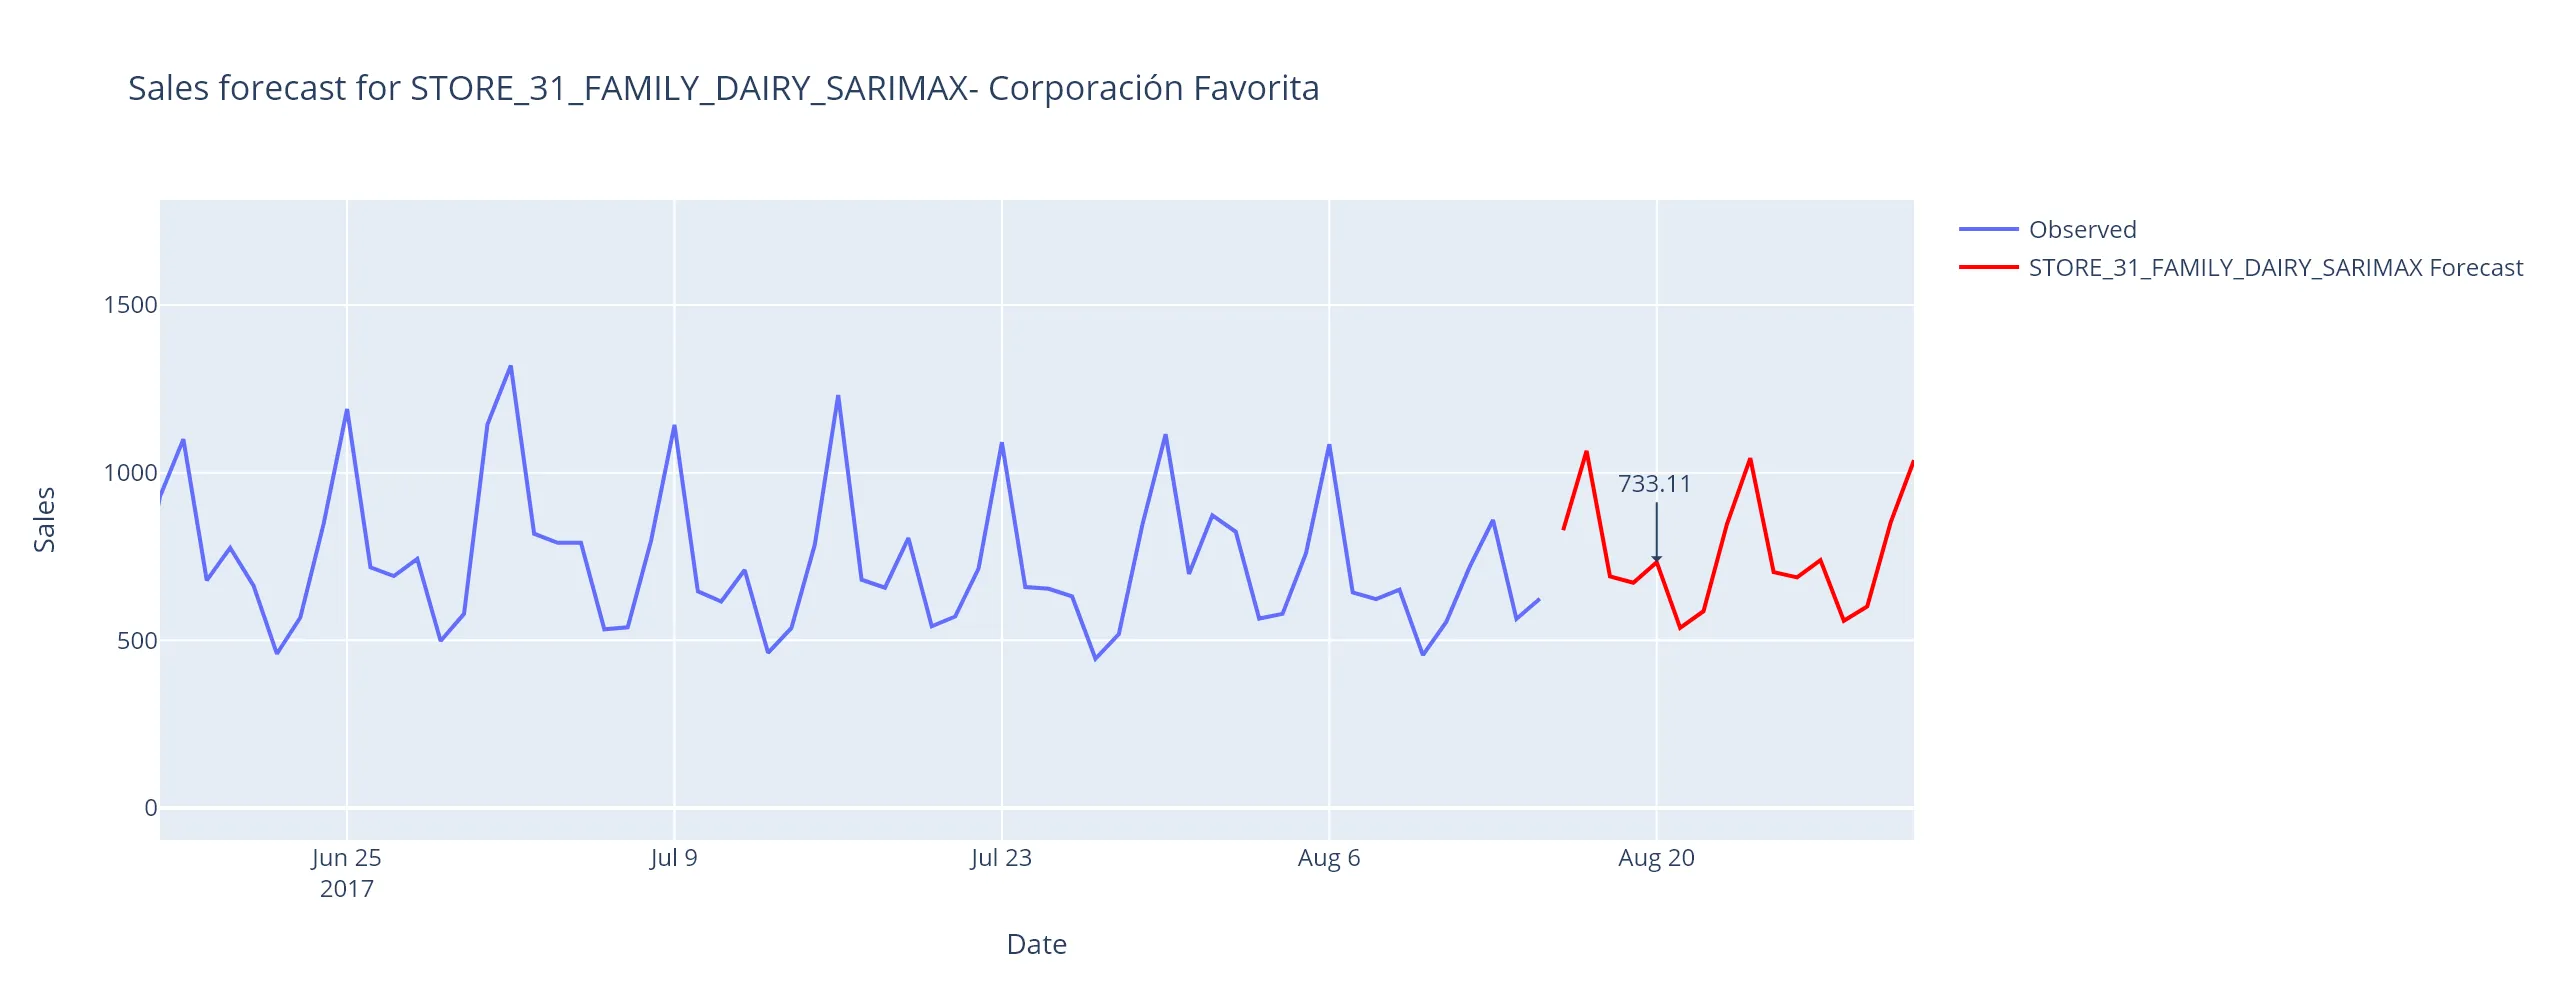 Sales forecast for STORE_31_FAMILY_DAIRY_SARIMAX- Corporación Favorita
Observed
STORE_31_FAMILY_DAIRY_SARIMAX Forecast
1500
1000
500
0
Sales
733.11
Jun 25
2017
Jul 9
Jul 23
Aug 6
Aug 20
Date